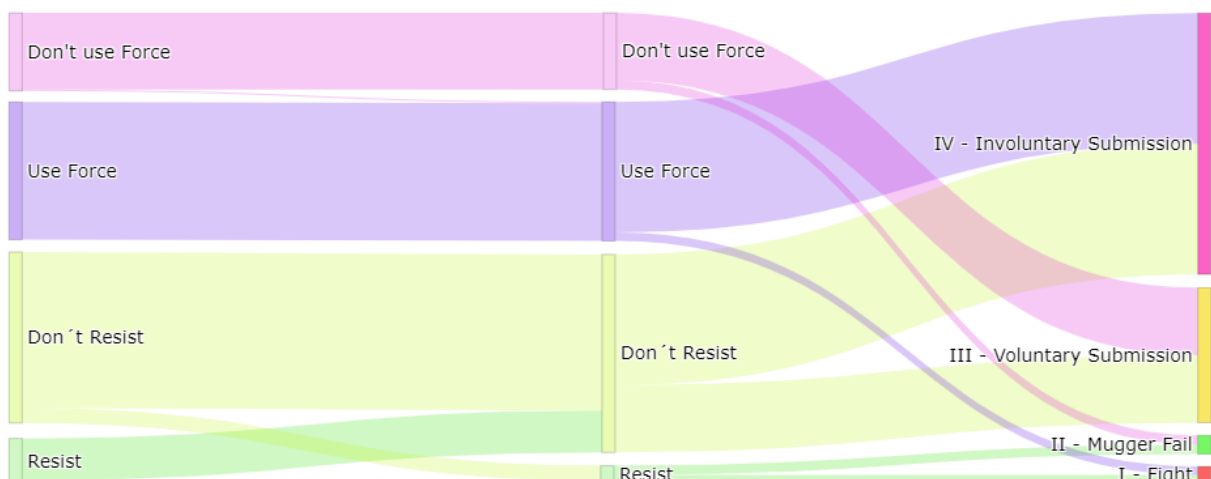 Don't use Force
Use Force
Don´t Resist
Resist
Don't use Force
Use Force
Don´t Resist
Resist
IV - Involuntary Submission
III - Voluntary Submission
II - Mugger Fail
I - Fight